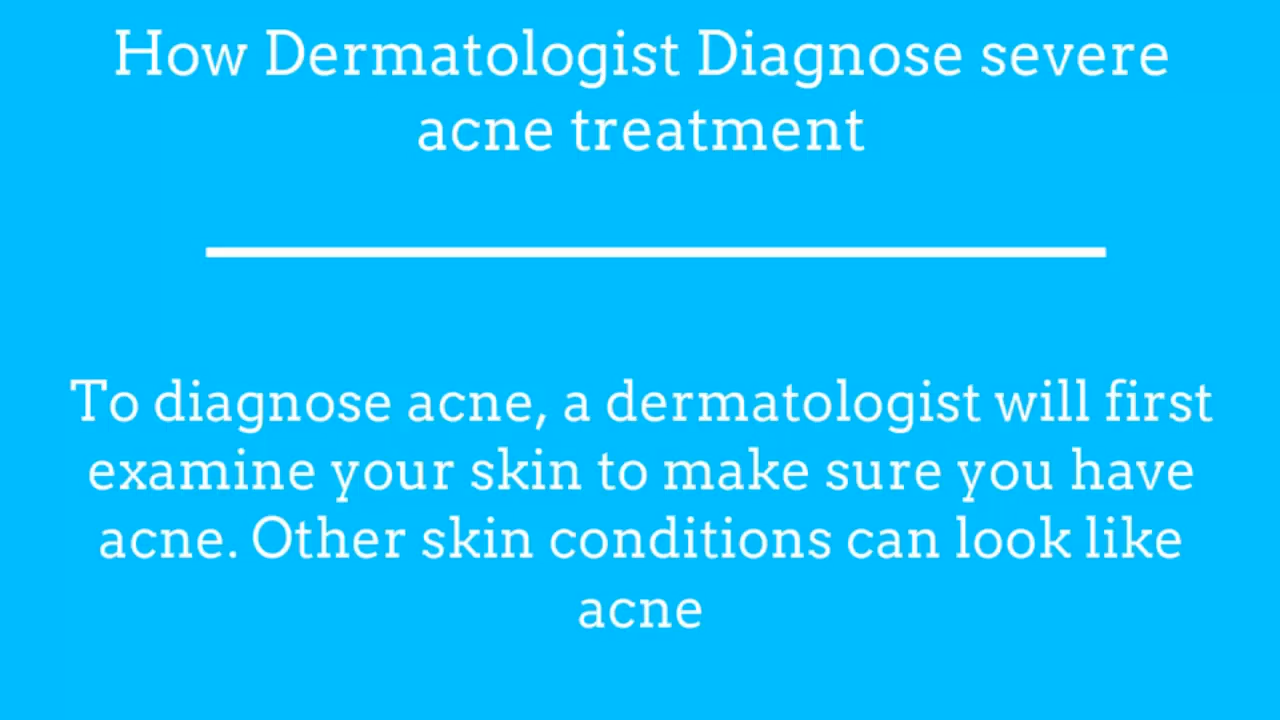 How Dermatologist Diagnose severe
acne treatment
To diagnose acne, a dermatologist will first
examine your skin to make sure you have
acne. Other skin conditions can look like
acne